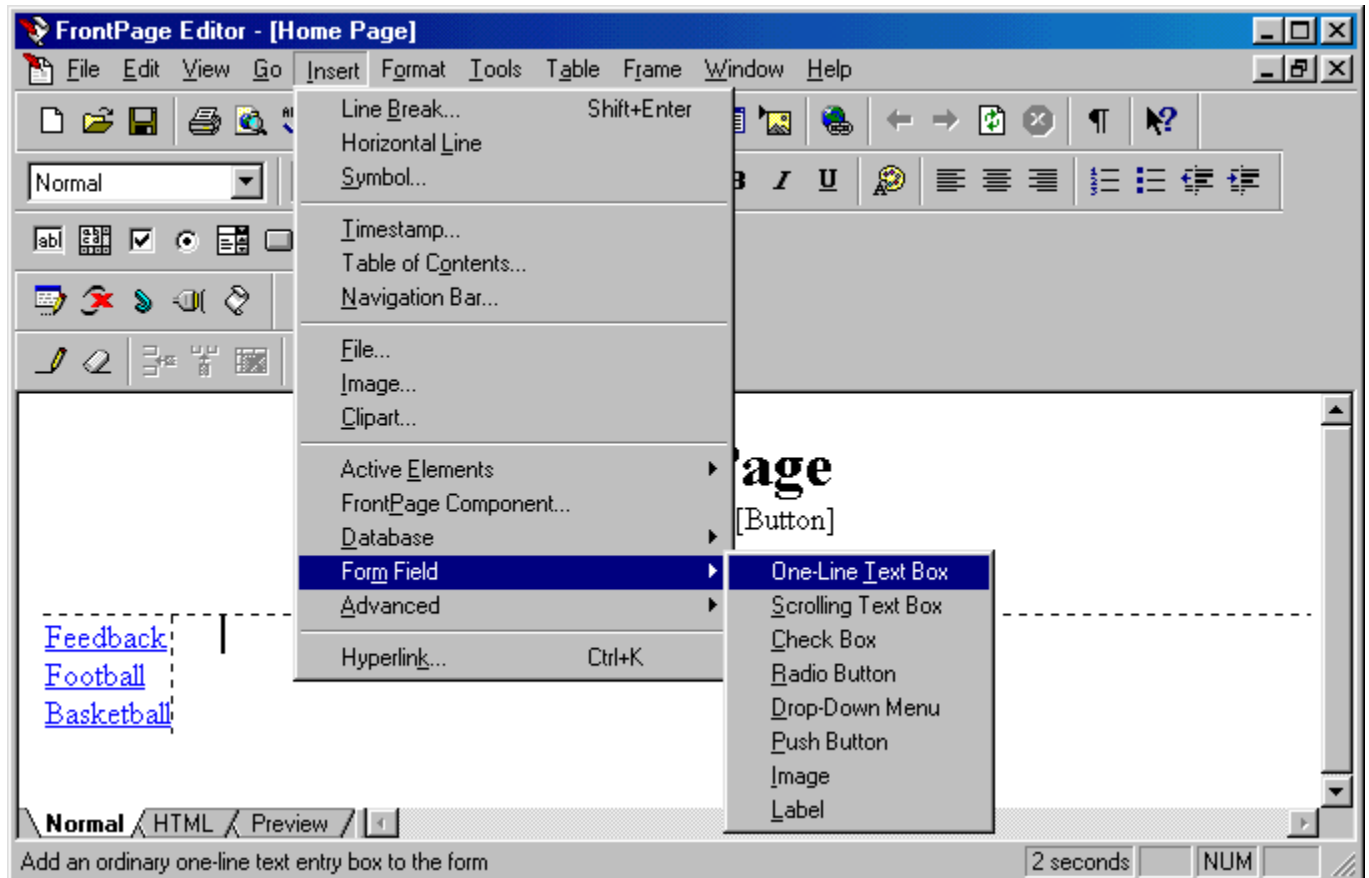 FrontPage Editor - [Home Page]
File Edit View Go Insert Format Tools Table Frame Window Help
Line Break... Shift+Enter
Horizontal Line
Symbol...
Timestamp...
Table of Contents...
Navigation Bar...
File...
Image...
Clipart...
Active Elements
FrontPage Component...
Database
Form Field
Advanced
Hyperlink... Ctrl+K
One-Line Text Box
Scrolling Text Box
Check Box
Radio Button
Drop-Down Menu
Push Button
Image
Label
Normal
B I U
abl
Page
[Button]
Feedback
Football
Basketball
Normal HTML Preview
Add an ordinary one-line text entry box to the form 2 seconds NUM